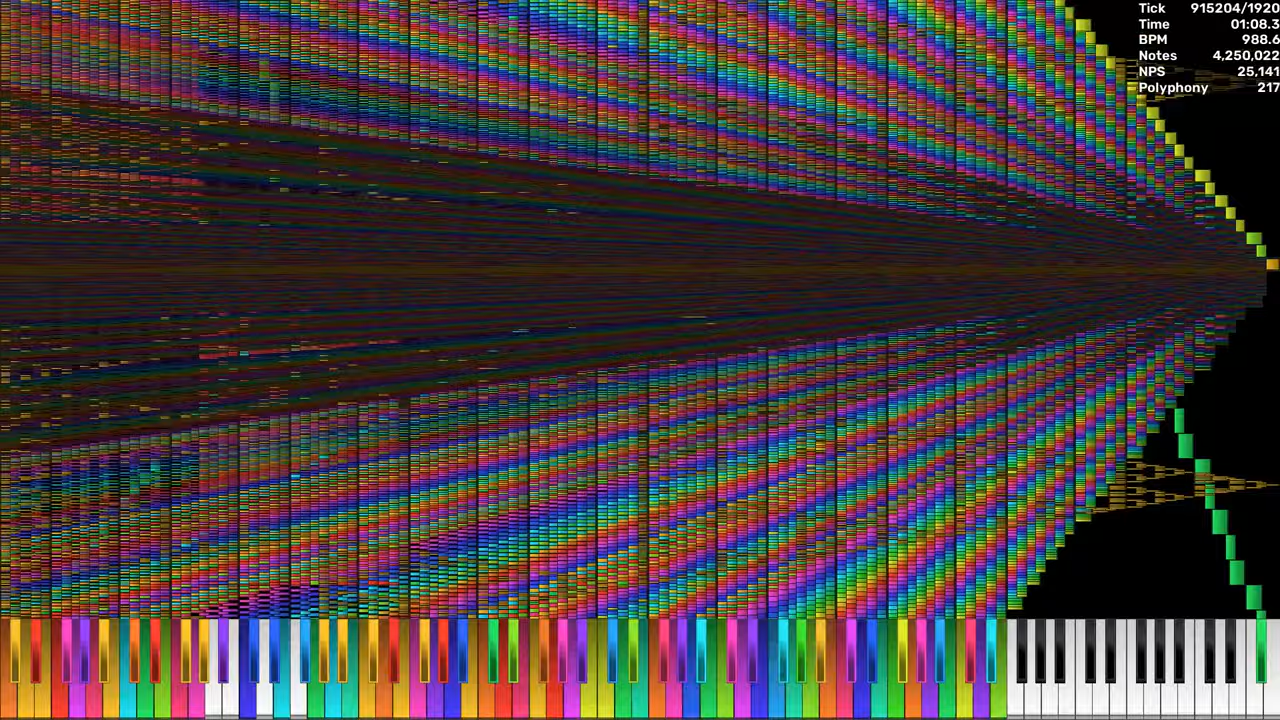 Tick 915204/1920
Time 01:08.3
BPM 988.6
Notes 4,250,022
NPS 25,141
Polyphony 217